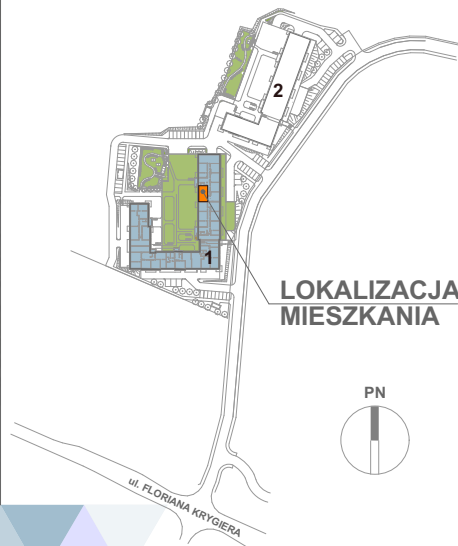 2
1
LOKALIZACJA
MIESZKANIA
PN
ul. FLORIANA KRYGIERA